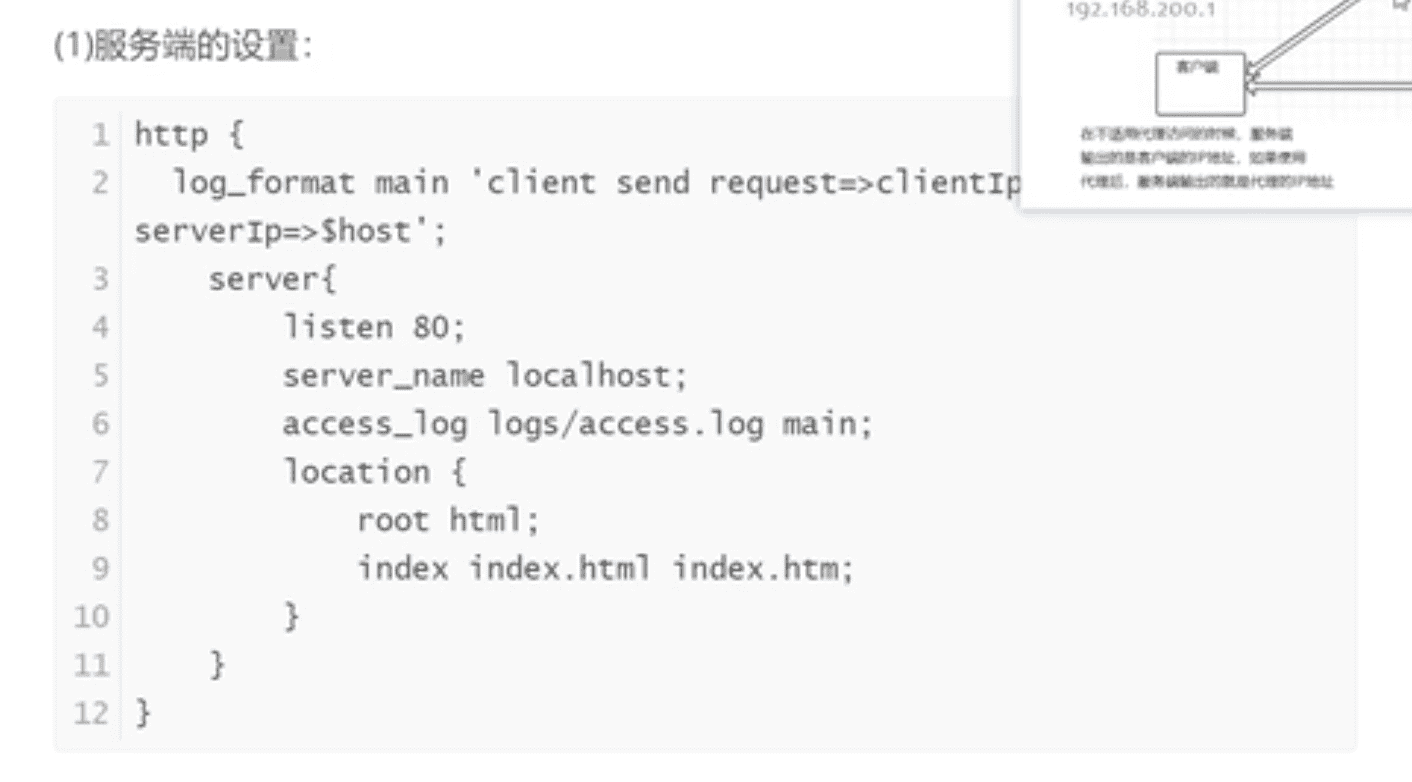 (1)服务端的设置：
1 http {
2 log_format main 'client send request=>clientIp
serverIp=>$host';
3 server{
4 listen 80;
5 server_name localhost;
6 access_log logs/access.log main;
7 location {
8 root html;
9 index index.html index.htm;
10 }
11 }
12 }
192.168.200.1
客户端
在不适用代理访问的时候，服务端
输出的是客户端的IP地址，如果使用
代理后，服务端输出的就是代理的IP地址